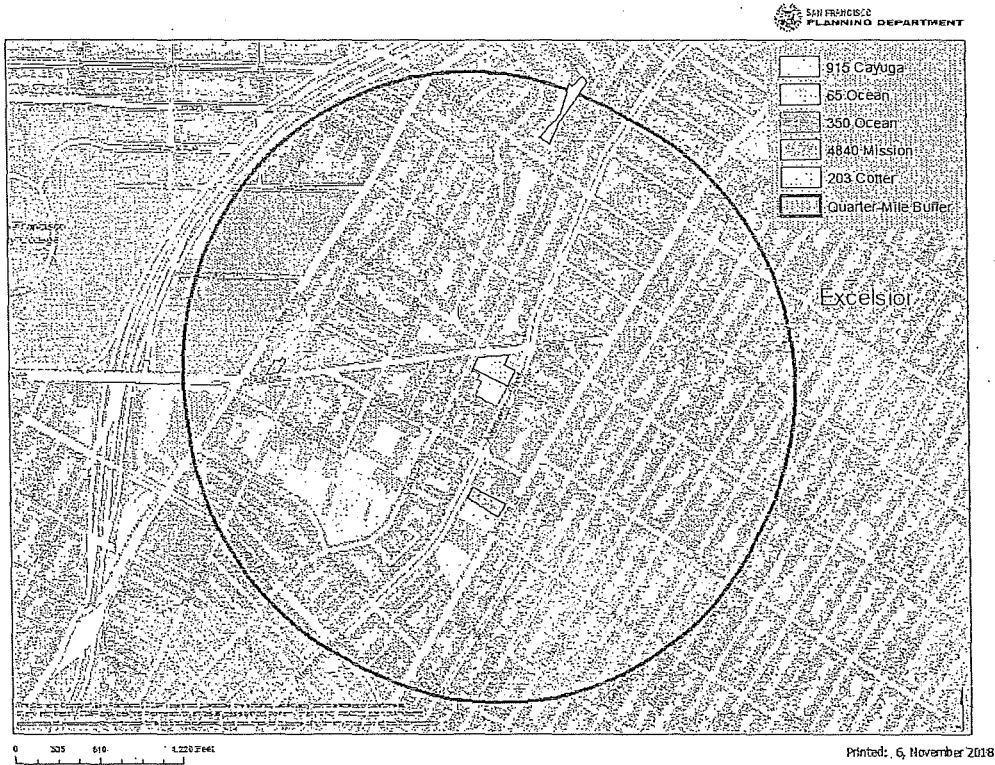 SAN FRANCISCO
PLANNING DEPARTMENT
915 Cayuga
65 Ocean
350 Ocean
4840 Mission
203 Cotter
Quarter-Mile Buffer
Excelsior
0 305 610 1,220 Feet
Printed: 6, November 2018